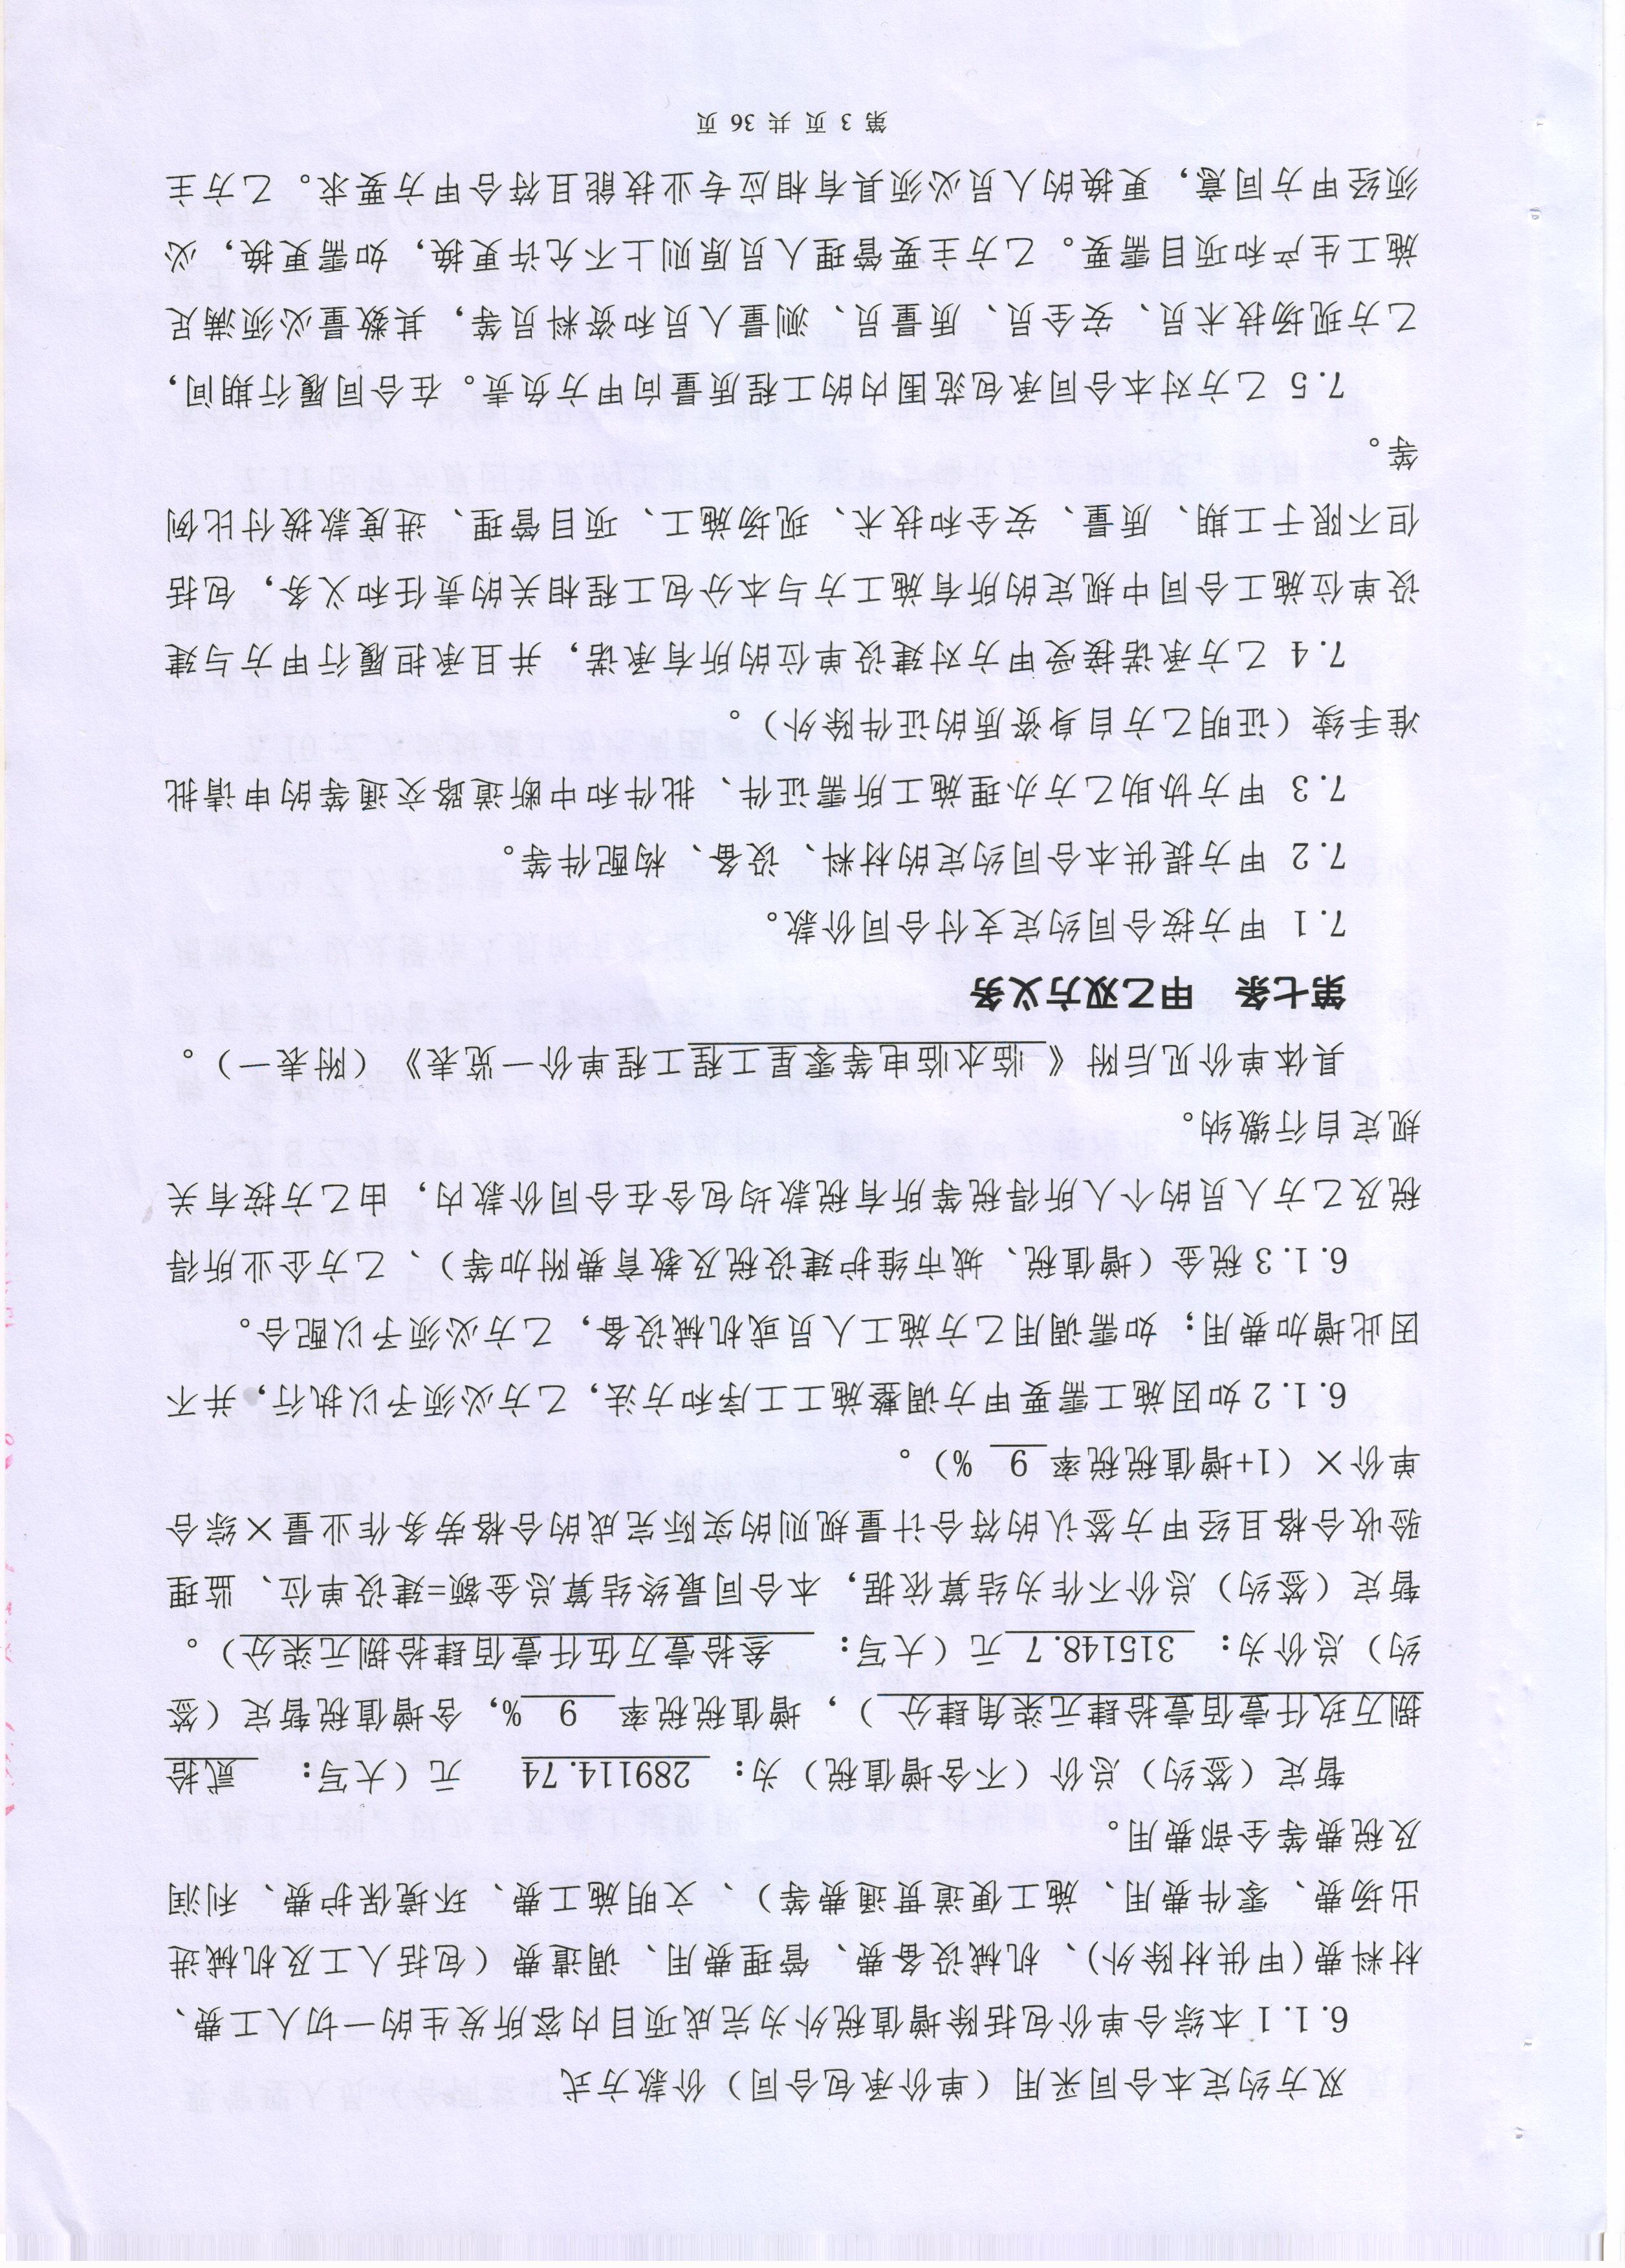 双方约定本合同采用（单价承包合同）价款方式
6.1.1本综合单价包括除增值税外为完成项目内容所发生的一切人工费、
材料费(甲供材除外)、机械设备费、管理费用、调遣费（包括人工及机械进
出场费、零件费用、施工便道贯通费等）、文明施工费、环境保护费、利润
及税费等全部费用。
暂定（签约）总价（不含增值税）为：289114.74 元（大写： 贰拾
捌万玖仟壹佰壹拾肆元柒角肆分 ），增值税税率 9 %，含增值税暂定（签
约）总价为： 315148.7 元（大写： 叁拾壹万伍仟壹佰肆拾捌元柒分）。
暂定（签约）总价不作为结算依据，本合同最终结算总金额=建设单位、监理
验收合格且经甲方签认的符合计量规则的实际完成的合格劳务作业量×综合
单价×（1+增值税税率 9 %）。
6.1.2如因施工需要甲方调整施工工序和方法，乙方必须予以执行，并不
因此增加费用；如需调用乙方施工人员或机械设备，乙方必须予以配合。
6.1.3税金（增值税、城市维护建设税及教育费附加等）、乙方企业所得
税及乙方人员的个人所得税等所有税款均包含在合同价款内，由乙方按有关
规定自行缴纳。
具体单价见后附《 临水临电等零星工程工程单价一览表》（附表一）。
第七条 甲乙双方义务
7.1 甲方按合同约定支付合同价款。
7.2 甲方提供本合同约定的材料、设备、构配件等。
7.3 甲方协助乙方办理施工所需证件、批件和中断道路交通等的申请批
准手续（证明乙方自身资质的证件除外）。
7.4 乙方承诺接受甲方对建设单位的所有承诺，并且承担履行甲方与建
设单位施工合同中规定的所有施工方与本分包工程相关的责任和义务，包括
但不限于工期、质量、安全和技术、现场施工、项目管理、进度款拨付比例
等。
7.5 乙方对本合同承包范围内的工程质量向甲方负责。在合同履行期间，
乙方现场技术员、安全员、质量员、测量人员和资料员等，其数量必须满足
施工生产和项目需要。乙方主要管理人员原则上不允许更换，如需更换，必
须经甲方同意，更换的人员必须具有相应专业技能且符合甲方要求。乙方主
第 3 页 共 36 页